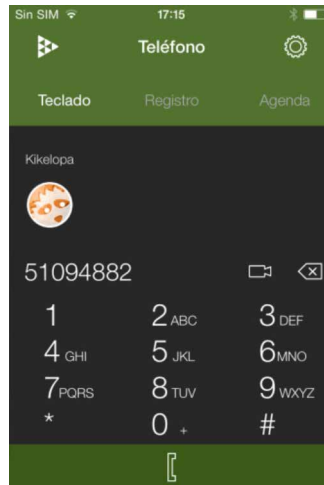 Sin SIM 17:15
Teléfono
Teclado Registro Agenda
Kikelopa
51094882
1 2 ABC 3 DEF
4 GHI 5 JKL 6 MNO
7 PQRS 8 TUV 9 WXYZ
* 0 + #